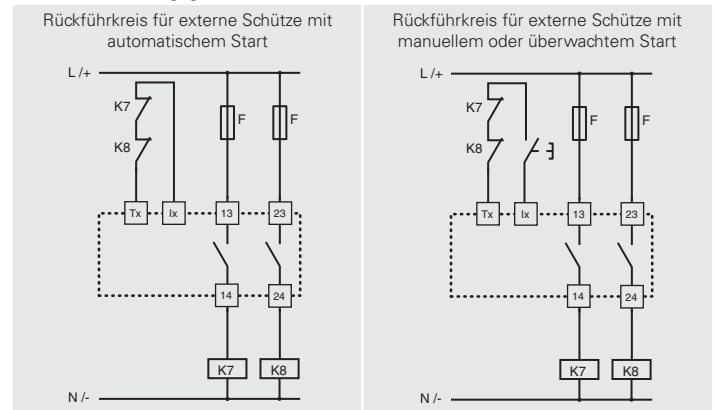 Rückführkreis für externe Schütze mit
automatischem Start
L /+
K7
K8
F
F
Tx
Ix
13
23
14
24
K7
K8
N /-
Rückführkreis für externe Schütze mit
manuellem oder überwachtem Start
L /+
K7
K8
F
F
Tx
Ix
13
23
14
24
K7
K8
N /-